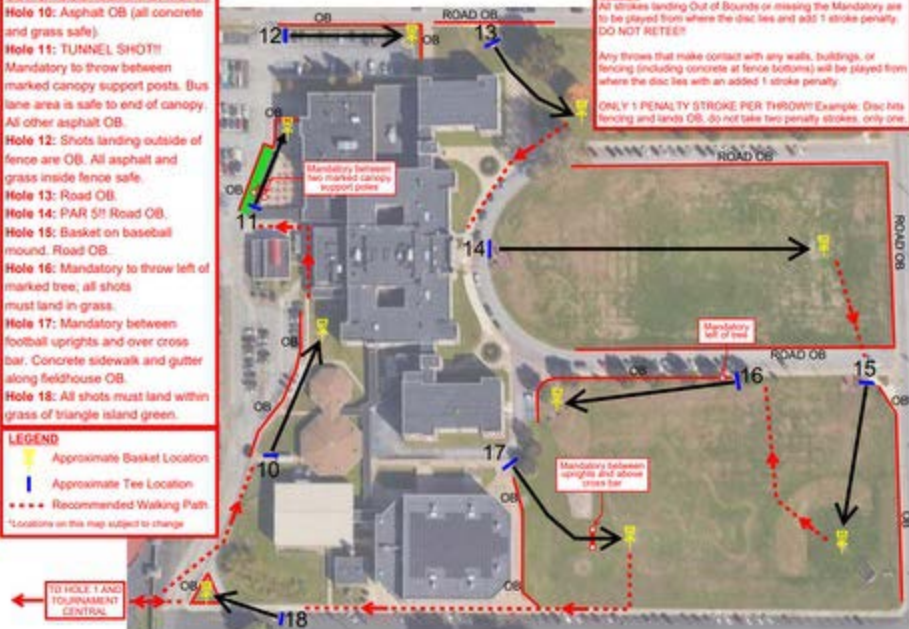 Hole 10: Asphalt OB (all concrete
and grass safe).
Hole 11: TUNNEL SHOT!!!
Mandatory to throw between
marked canopy support posts. Bus
lane area is safe to end of canopy.
All other asphalt OB.
Hole 12: Shots landing outside of
fence are OB. All asphalt and
grass inside fence safe.
Hole 13: Road OB.
Hole 14: PAR 5!! Road OB.
Hole 15: Basket on baseball
mound. Road OB.
Hole 16: Mandatory to throw left of
marked tree; all shots
must land in grass.
Hole 17: Mandatory between
football uprights and over cross
bar. Concrete sidewalk and gutter
along fieldhouse OB.
Hole 18: All shots must land within
grass of triangle island green.
LEGEND
Approximate Basket Location
Approximate Tee Location
Recommended Walking Path
*Locations on this map subject to change
TO HOLE 1 AND
TOURNAMENT
CENTRAL
All strokes landing Out of Bounds or missing the Mandatory are
to be played from where the disc lies and add 1 stroke penalty.
DO NOT RETEE!!
Any throws that make contact with any walls, buildings, or
fencing (including concrete at fence bottoms) will be played from
where the disc lies with an added 1 stroke penalty.
ONLY 1 PENALTY STROKE PER THROW!! Example: Disc hits
fencing and lands OB, do not take two penalty strokes, only one.
OB
12
OB
ROAD OB
13
OB
OB
11
Mandatory between
two marked canopy
support poles
ROAD OB
ROAD OB
14
OB
10
OB
Mandatory
left of tree
ROAD OB
OB
16
15
OB
17
OB
Mandatory between
uprights and above
cross bar
OB
OB
OB
18